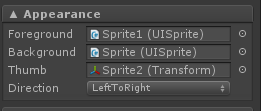 ▲ Appearance
Foreground Sprite1 (UISprite)
Background Sprite (UISprite)
Thumb Sprite2 (Transform)
Direction LeftToRight